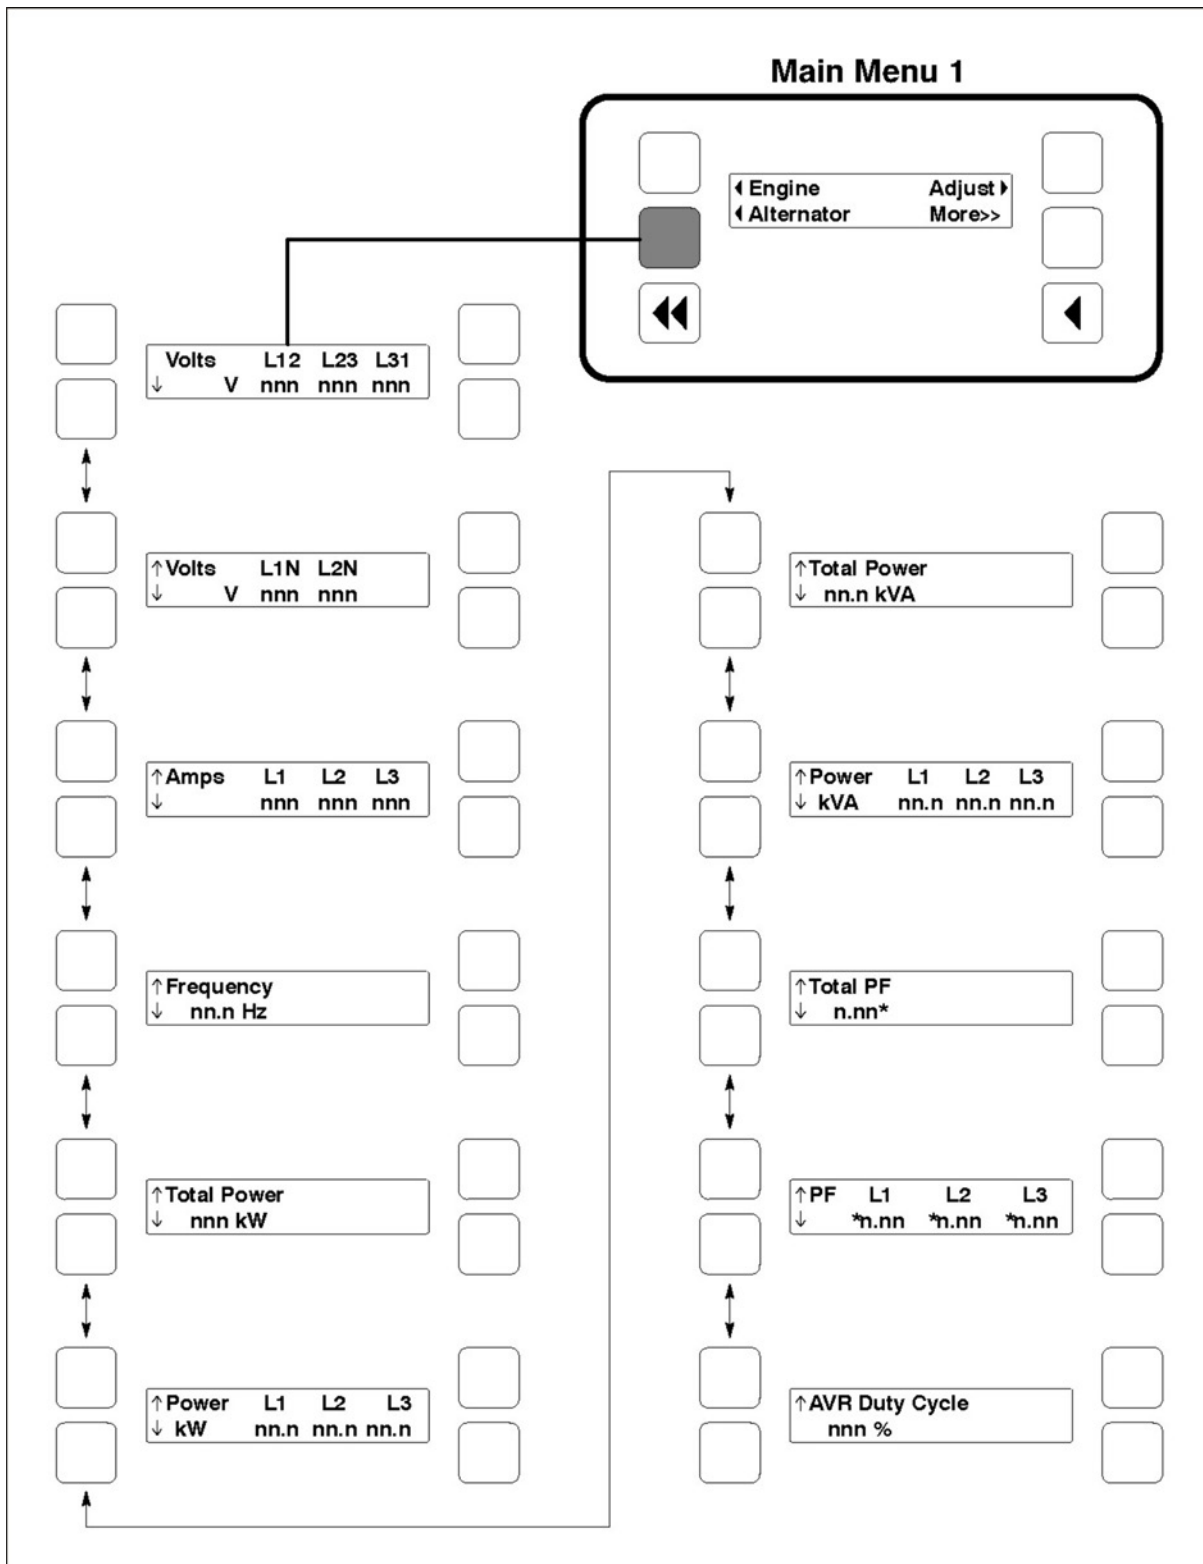 Main Menu 1
◀Engine Adjust▶
◀Alternator More>>
Volts L12 L23 L31
↓ V nnn nnn nnn
↑Volts L1N L2N
↓ V nnn nnn
↑Amps L1 L2 L3
↓ nnn nnn nnn
↑Frequency
↓ nn.n Hz
↑Total Power
↓ nnn kW
↑Power L1 L2 L3
↓ kW nn.n nn.n nn.n
↑Total Power
↓ nn.n kVA
↑Power L1 L2 L3
↓ kVA nn.n nn.n nn.n
↑Total PF
↓ n.nn*
↑PF L1 L2 L3
↓ *n.nn *n.nn *n.nn
↑AVR Duty Cycle
nnn %